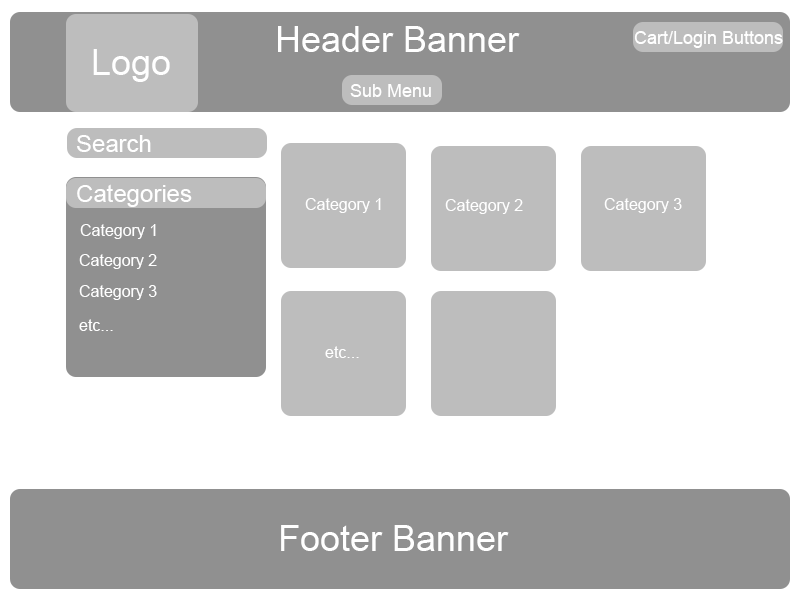 Logo
Header Banner
Cart/Login Buttons
Sub Menu
Search
Categories
Category 1
Category 2
Category 3
etc...
Category 1
Category 2
Category 3
etc...
Footer Banner